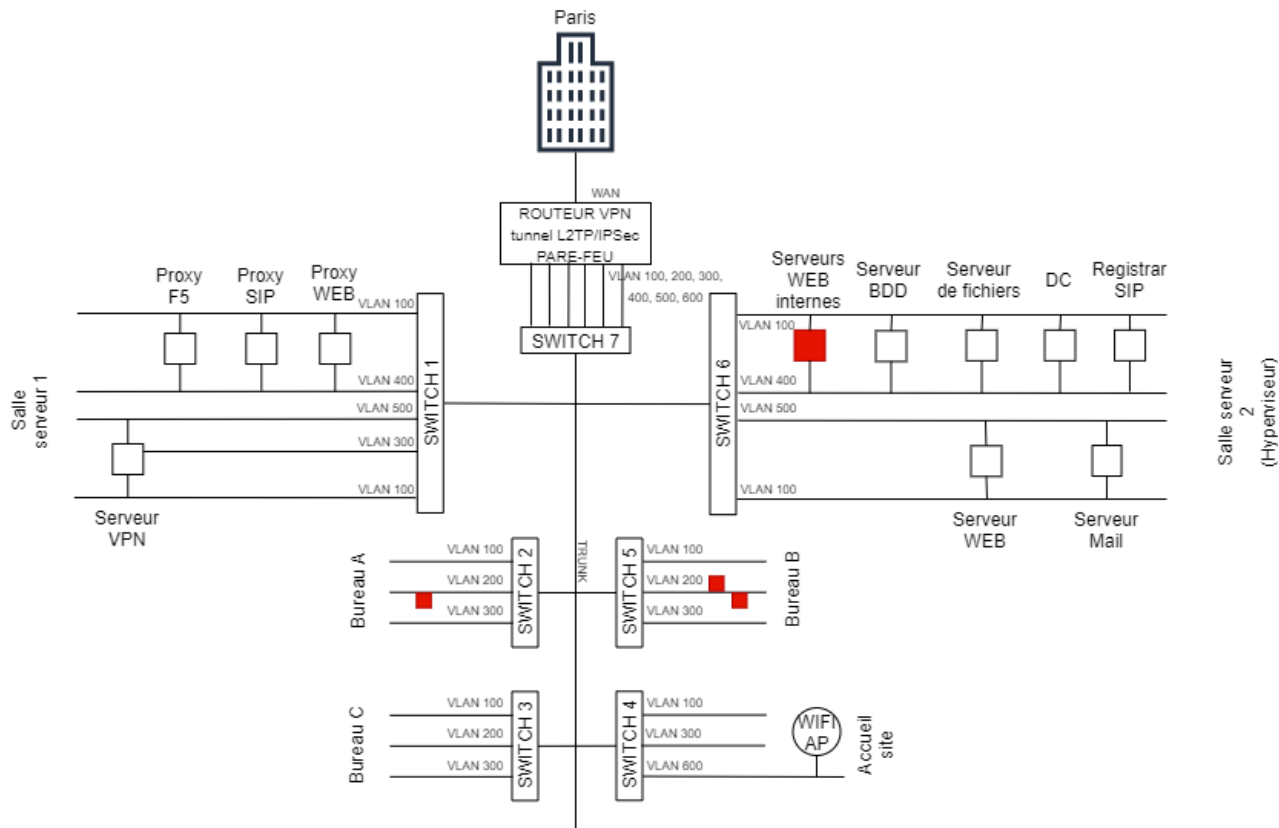 Paris
WAN
ROUTEUR VPN
tunnel L2TP/IPSec
PARE-FEU
VLAN 100, 200, 300,
400, 500, 600
SWITCH 7
Proxy
F5
Proxy
SIP
Proxy
WEB
VLAN 100
VLAN 400
VLAN 500
VLAN 300
VLAN 100
SWITCH 1
Salle
serveur 1
Serveur
VPN
Serveurs
WEB
internes
Serveur
BDD
Serveur
de fichiers
DC
Registrar
SIP
VLAN 100
VLAN 400
VLAN 500
VLAN 100
SWITCH 6
Salle serveur
2
(Hyperviseur)
Serveur
WEB
Serveur
Mail
TRUNK
Bureau A
VLAN 100
VLAN 200
VLAN 300
SWITCH 2
SWITCH 5
VLAN 100
VLAN 200
VLAN 300
Bureau B
Bureau C
VLAN 100
VLAN 200
VLAN 300
SWITCH 3
SWITCH 4
VLAN 100
VLAN 300
VLAN 600
WIFI
AP
Accueil
site